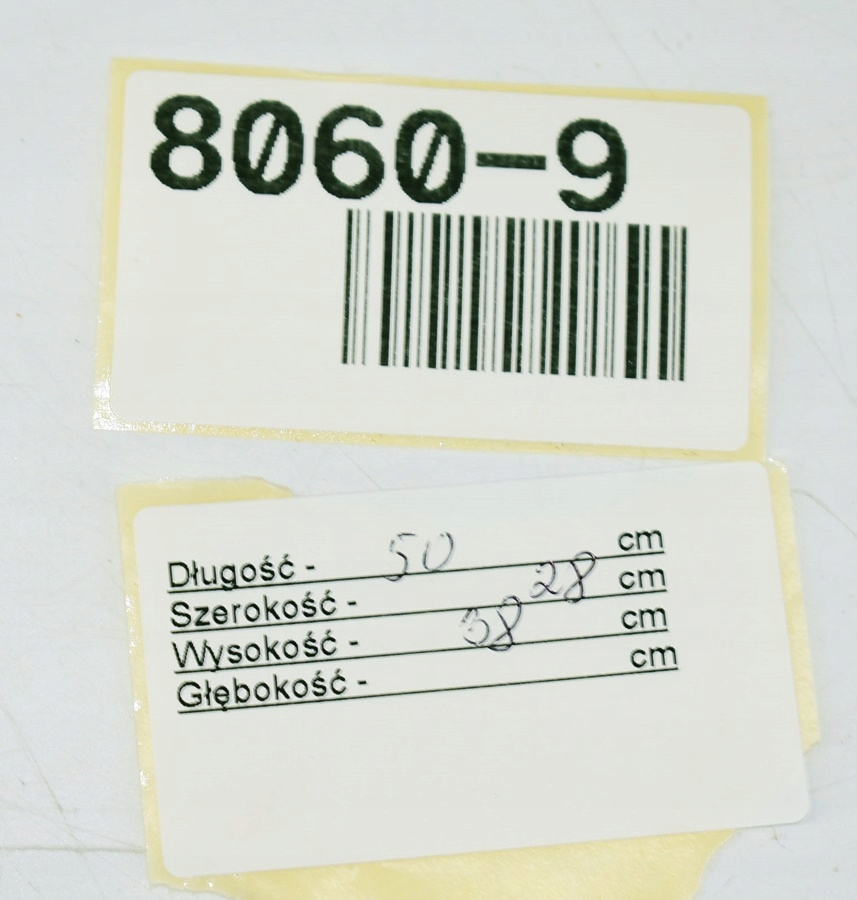 8060-9
Długość - 50 cm
Szerokość - 28 cm
Wysokość - 38 cm
Głębokość - cm